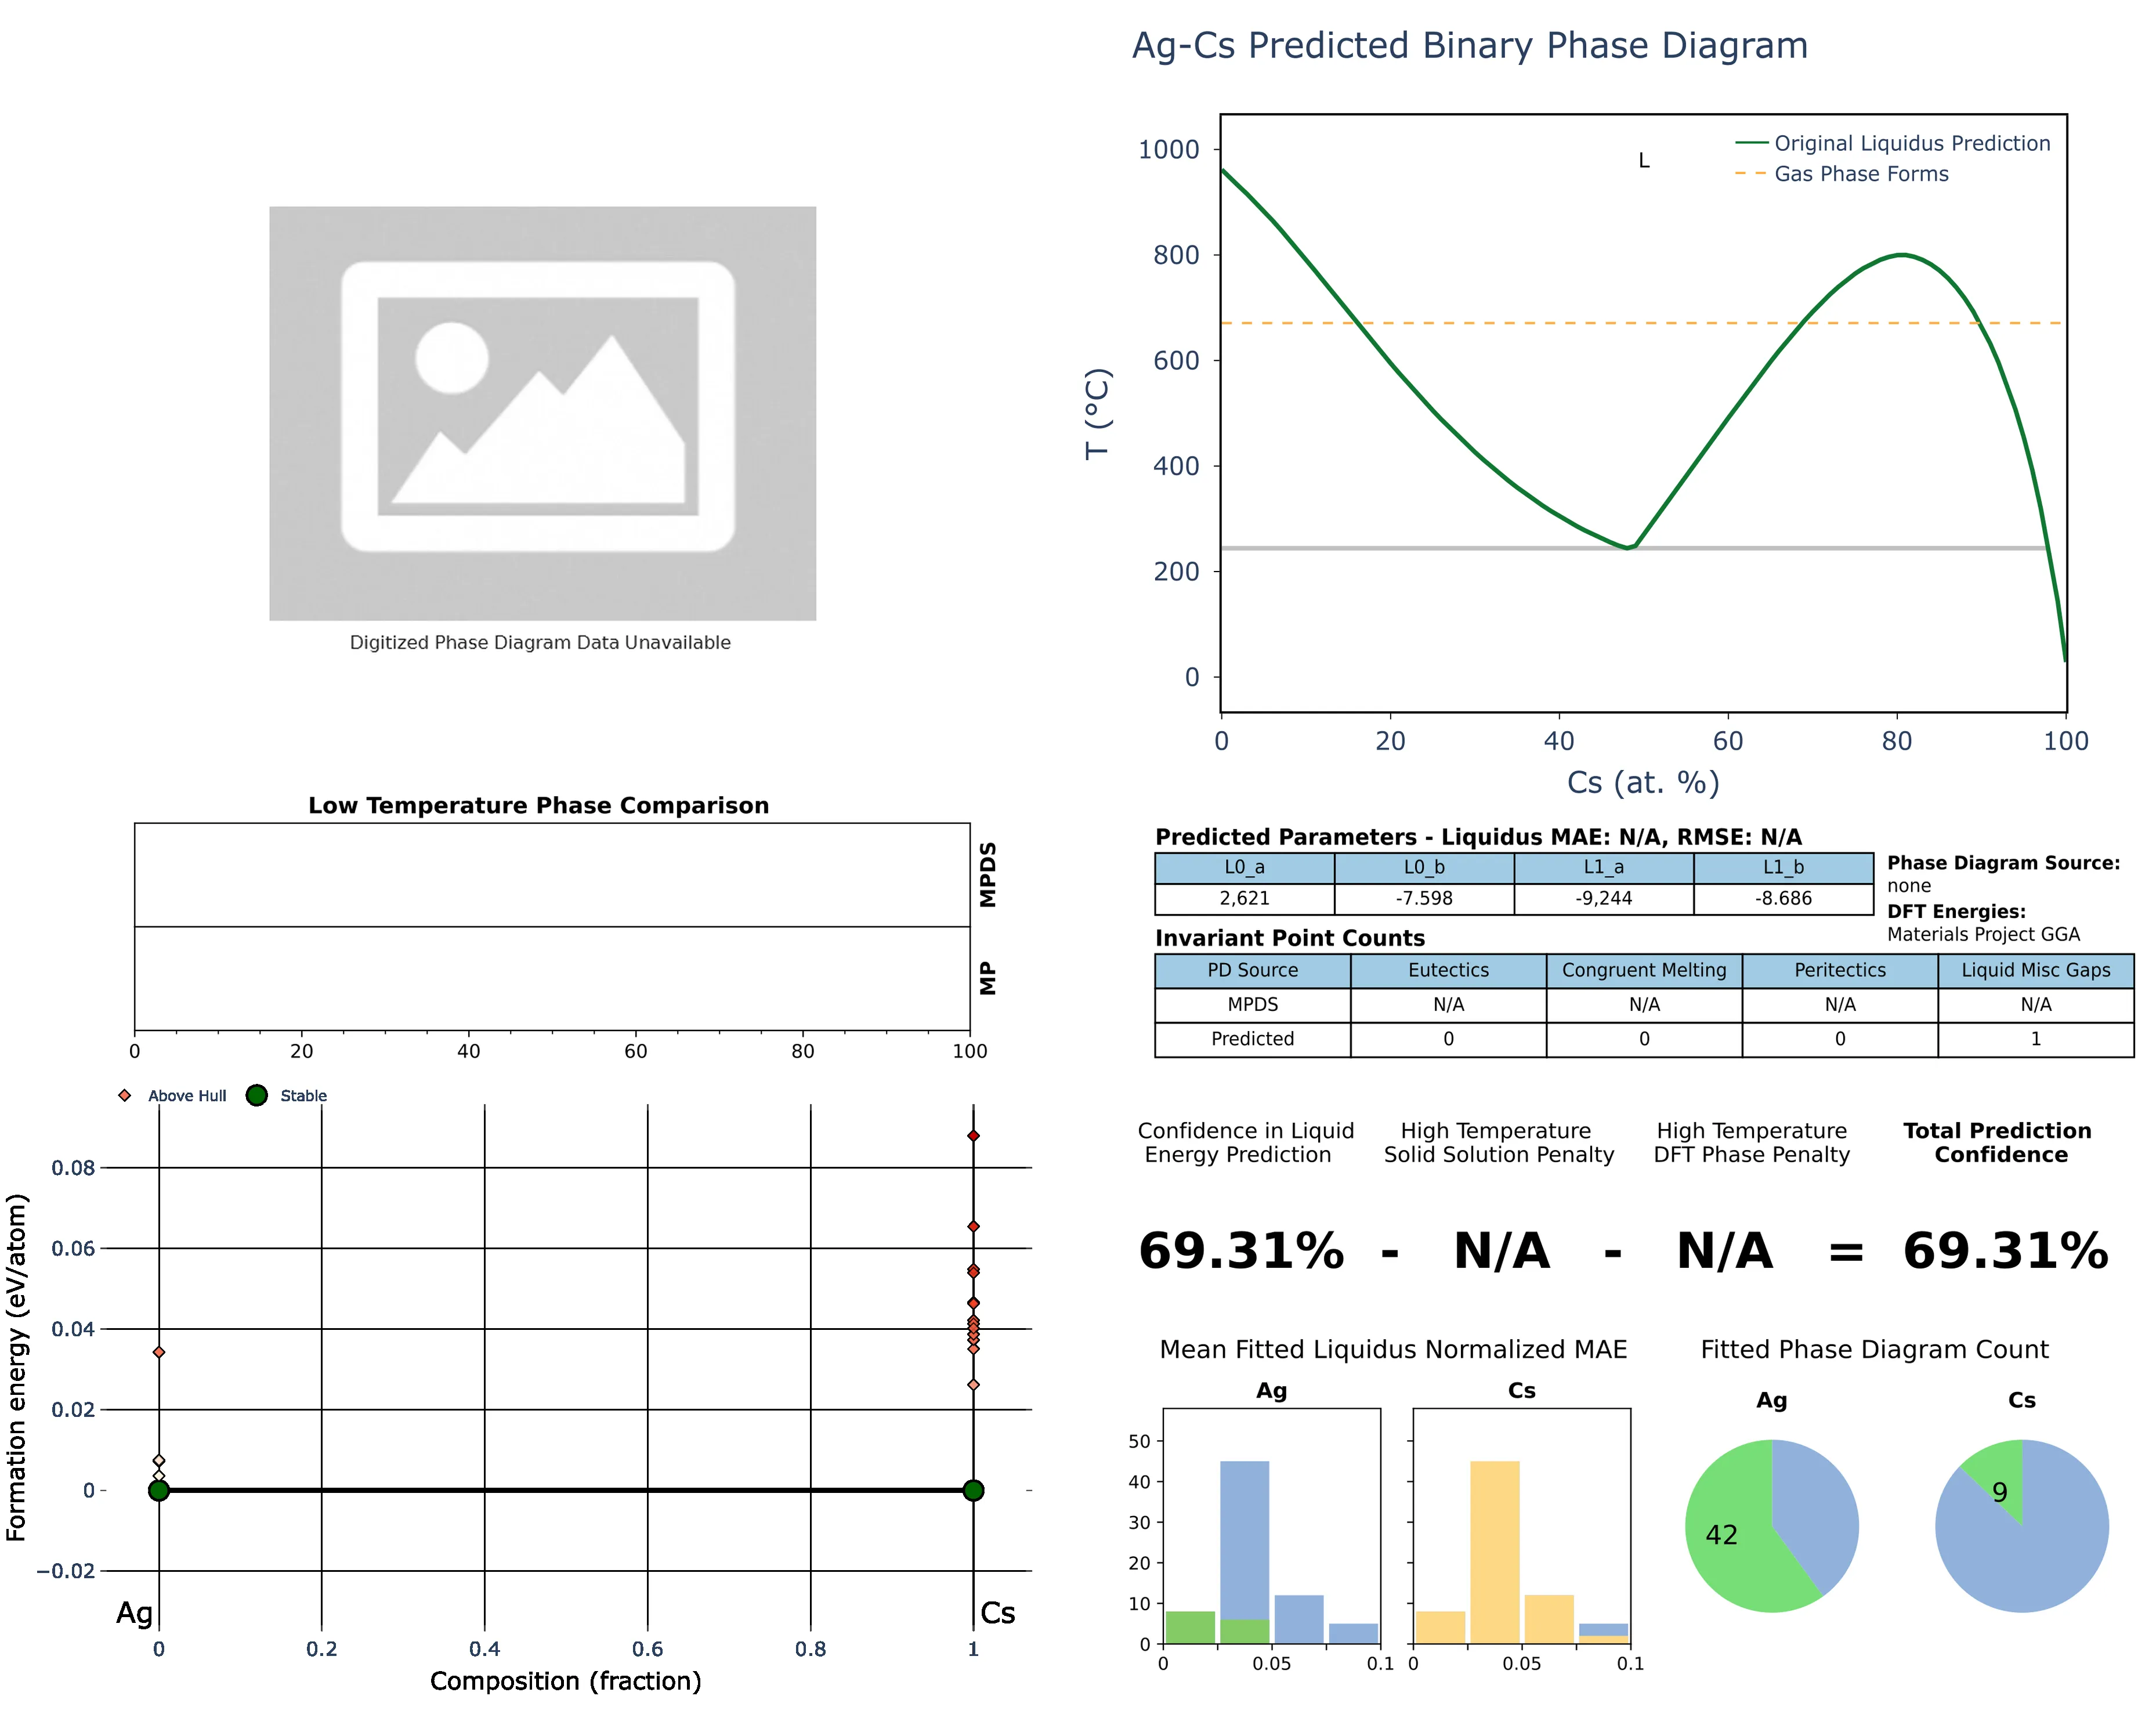 Ag-Cs Predicted Binary Phase Diagram
1000
800
600
400
200
0
T (°C)
L
Original Liquidus Prediction
Gas Phase Forms
0 20 40 60 80 100
Cs (at. %)
Digitized Phase Diagram Data Unavailable
Low Temperature Phase Comparison
MPDS
MP
0 20 40 60 80 100
Predicted Parameters - Liquidus MAE: N/A, RMSE: N/A
L0_a L0_b L1_a L1_b
2,621 -7.598 -9,244 -8.686
Phase Diagram Source:
none
DFT Energies:
Materials Project GGA
Invariant Point Counts
PD Source Eutectics Congruent Melting Peritectics Liquid Misc Gaps
MPDS N/A N/A N/A N/A
Predicted 0 0 0 1
Above Hull Stable
0.08
0.06
0.04
0.02
0
−0.02
Formation energy (eV/atom)
Ag Cs
0 0.2 0.4 0.6 0.8 1
Composition (fraction)
Confidence in Liquid
Energy Prediction
High Temperature
Solid Solution Penalty
High Temperature
DFT Phase Penalty
Total Prediction
Confidence
69.31% - N/A - N/A = 69.31%
Mean Fitted Liquidus Normalized MAE
Ag Cs
50
40
30
20
10
0
0 0.05 0.1 0 0.05 0.1
Fitted Phase Diagram Count
Ag Cs
42 9